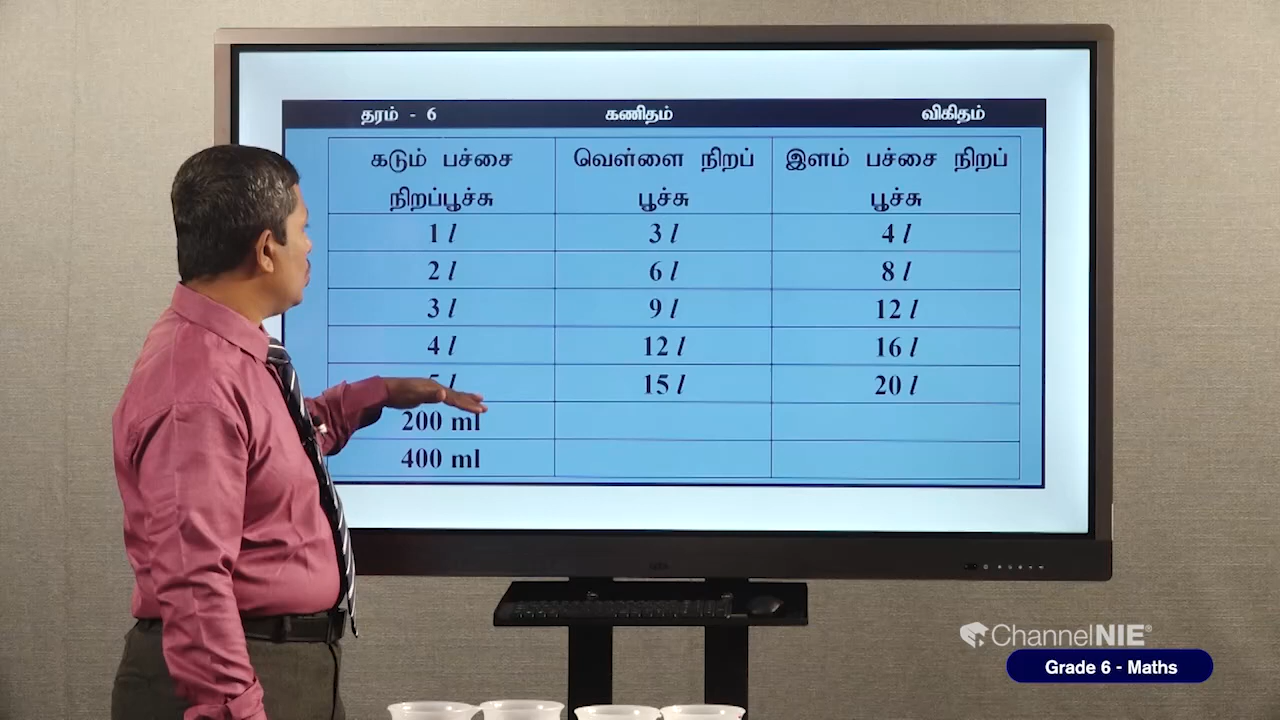 தரம் - 6 கணிதம் விகிதம்
கடும் பச்சை நிறப்பூச்சு வெள்ளை நிறப் பூச்சு இளம் பச்சை நிறப் பூச்சு
1 l 3 l 4 l
2 l 6 l 8 l
3 l 9 l 12 l
4 l 12 l 16 l
5 l 15 l 20 l
200 ml
400 ml
ChannelNIE®
Grade 6 - Maths